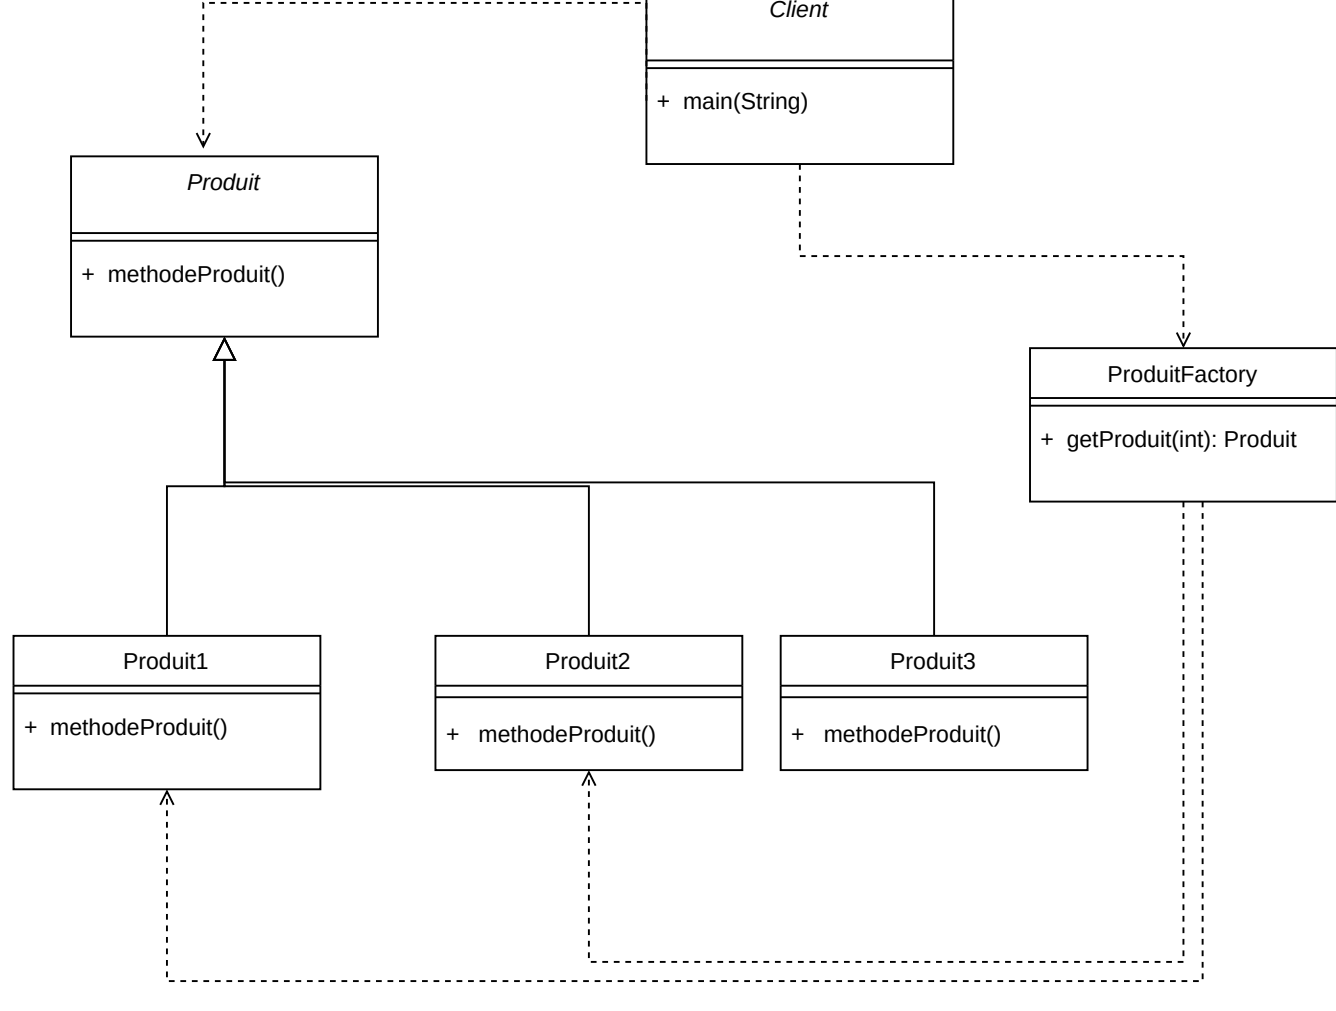 Client
+ main(String)
Produit
+ methodeProduit()
ProduitFactory
+ getProduit(int): Produit
Produit1
+ methodeProduit()
Produit2
+ methodeProduit()
Produit3
+ methodeProduit()